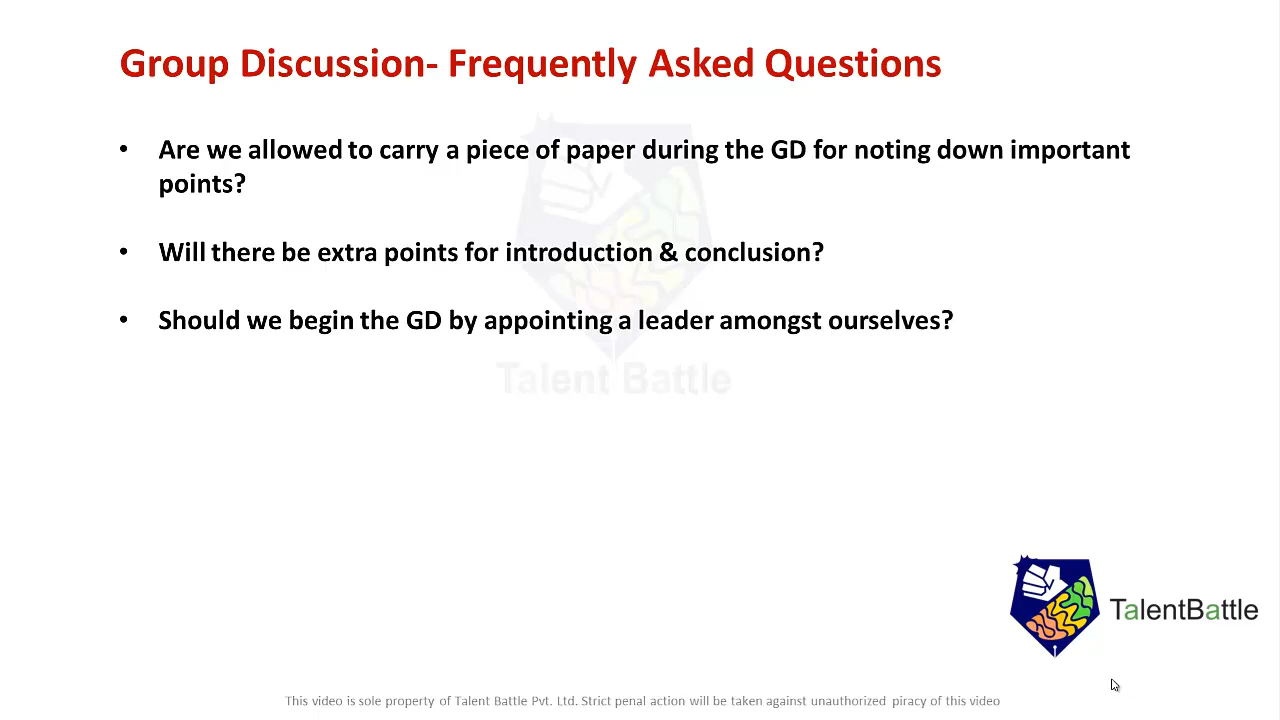 Group Discussion- Frequently Asked Questions
• Are we allowed to carry a piece of paper during the GD for noting down important
points?
• Will there be extra points for introduction & conclusion?
• Should we begin the GD by appointing a leader amongst ourselves?
Talent Battle
TalentBattle
This video is sole property of Talent Battle Pvt. Ltd. Strict penal action will be taken against unauthorized piracy of this video